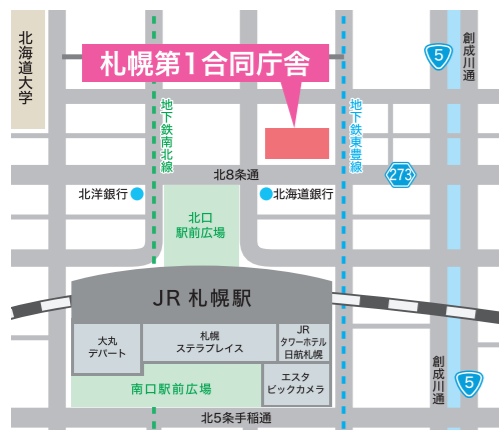 北海道大学
創成川通
5
札幌第1合同庁舎
地下鉄南北線
地下鉄東豊線
北8条通
273
北洋銀行
北海道銀行
北口
駅前広場
JR 札幌駅
大丸
デパート
札幌
ステラプレイス
JR
タワーホテル
日航札幌
エスタ
ビックカメラ
南口駅前広場
創成川通
5
北5条手稲通